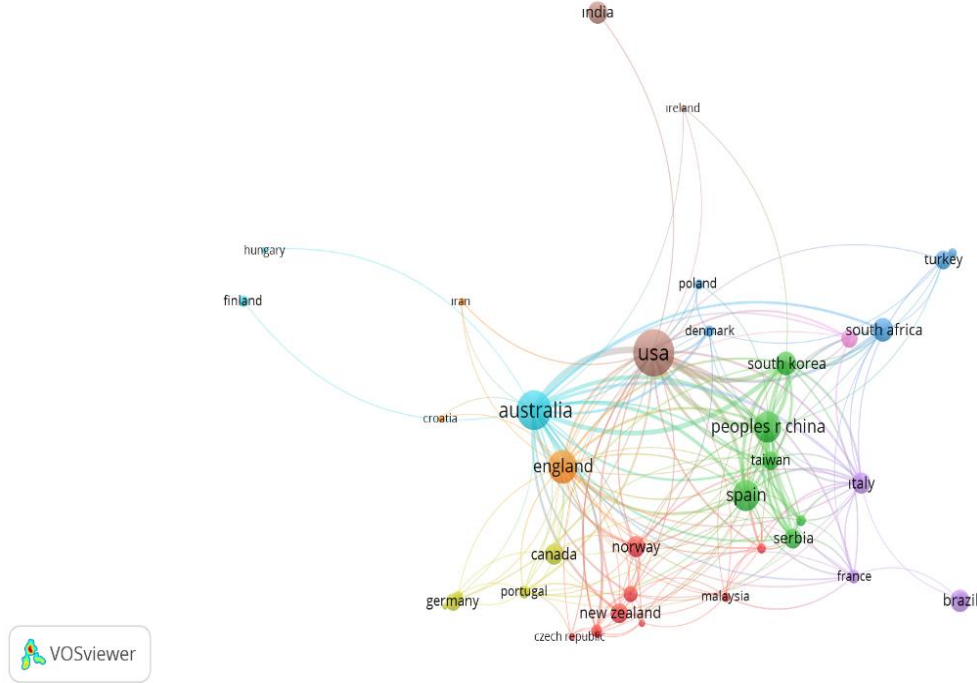 india
ireland
hungary
turkey
poland
finland
iran
south africa
denmark
usa
south korea
australia
croatia
peoples r china
taiwan
england
italy
spain
serbia
norway
canada
france
portugal
malaysia
germany
brazil
new zealand
czech republic
VOSviewer